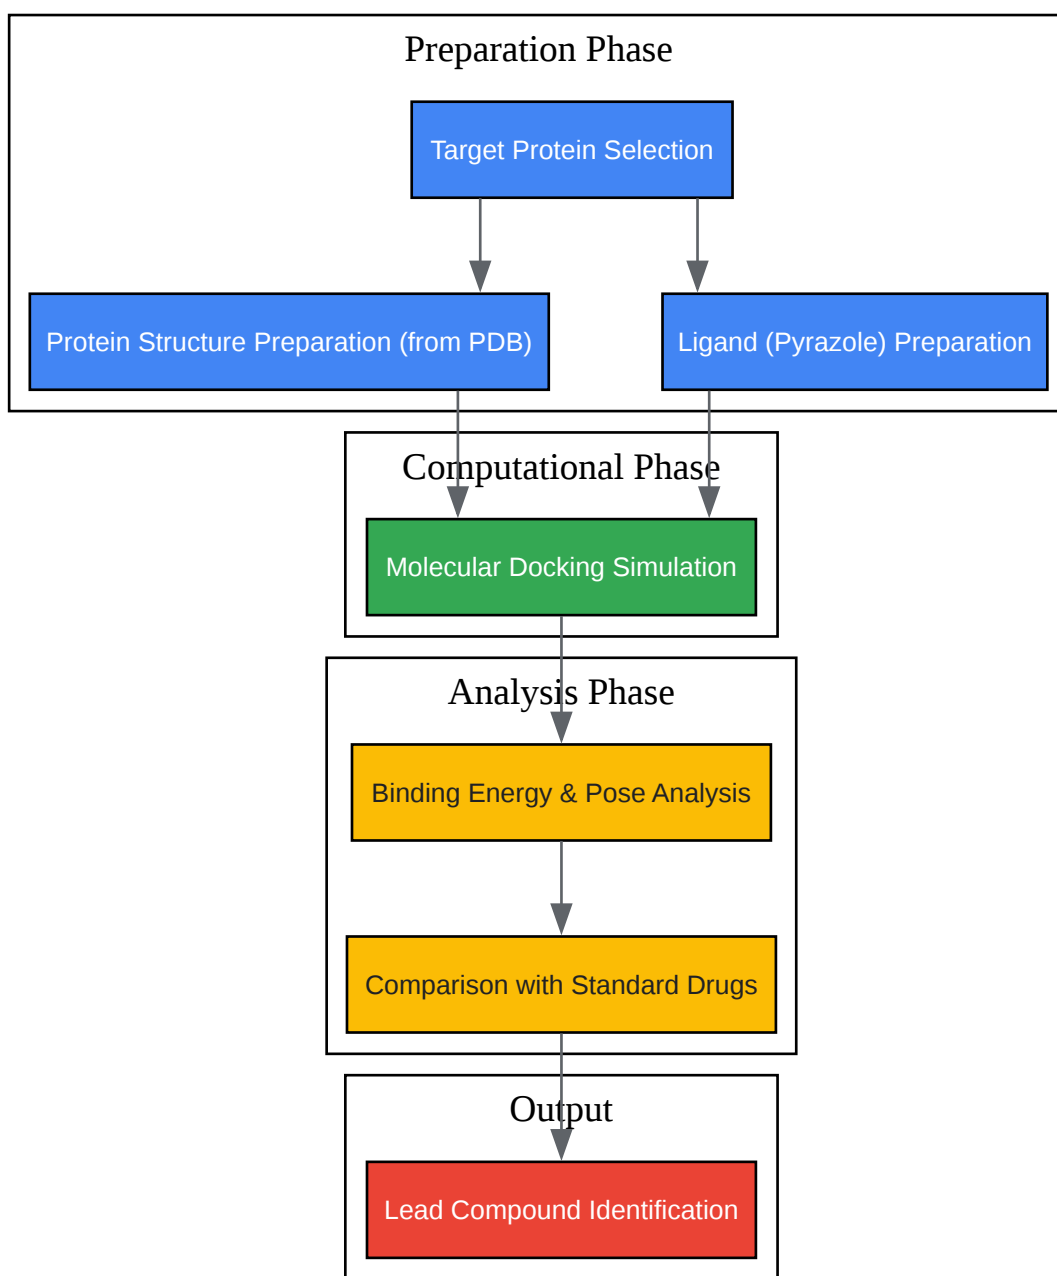 Preparation Phase
Target Protein Selection
Protein Structure Preparation (from PDB)
Ligand (Pyrazole) Preparation
Computational Phase
Molecular Docking Simulation
Analysis Phase
Binding Energy & Pose Analysis
Comparison with Standard Drugs
Output
Lead Compound Identification